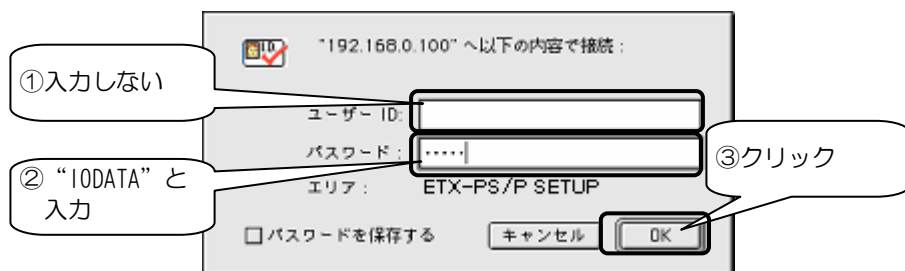 "192.168.0.100" へ以下の内容で接続：
①入力しない
ユーザー ID:
パスワード： ·····
③クリック
②“IODATA”と
入力
エリア： ETX-PS/P SETUP
パスワードを保存する キャンセル OK